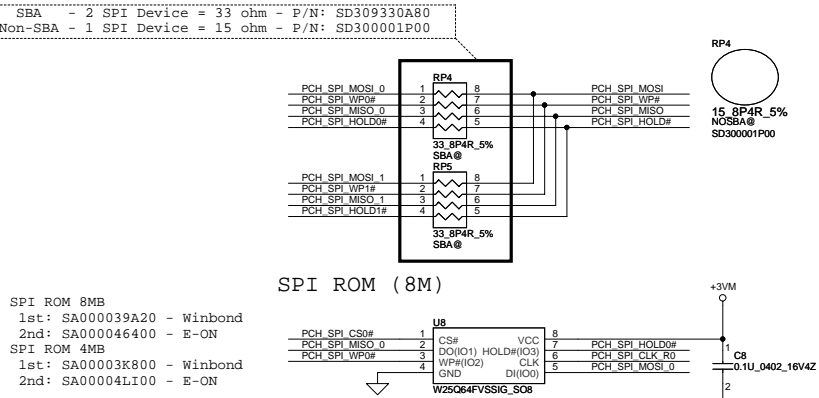 SBA - 2 SPI Device = 33 ohm - P/N: SD309330A80
Non-SBA - 1 SPI Device = 15 ohm - P/N: SD300001P00
RP4
PCH_SPI_MOSI_0 1 8 PCH_SPI_MOSI
PCH_SPI_WP0# 2 7 PCH_SPI_WP#
PCH_SPI_MISO_0 3 6 PCH_SPI_MISO
PCH_SPI_HOLD0# 4 5 PCH_SPI_HOLD#
33_8P4R_5%
SBA@
RP4
15_8P4R_5%
NOSBA@
SD300001P00
RP5
PCH_SPI_MOSI_1 1 8
PCH_SPI_WP1# 2 7
PCH_SPI_MISO_1 3 6
PCH_SPI_HOLD1# 4 5
33_8P4R_5%
SBA@
SPI ROM (8M)
SPI ROM 8MB
1st: SA000039A20 - Winbond
2nd: SA000046400 - E-ON
SPI ROM 4MB
1st: SA00003K800 - Winbond
2nd: SA00004LI00 - E-ON
U8
PCH_SPI_CS0# 1 CS# VCC 8
PCH_SPI_MISO_0 2 DO(IO1) HOLD#(IO3) 7 PCH_SPI_HOLD0#
PCH_SPI_WP0# 3 WP#(IO2) CLK 6 PCH_SPI_CLK_R0
4 GND DI(IO0) 5 PCH_SPI_MOSI_0
W25Q64FVSSIG_SO8
+3VM
1
C8
0.1U_0402_16V4Z
2